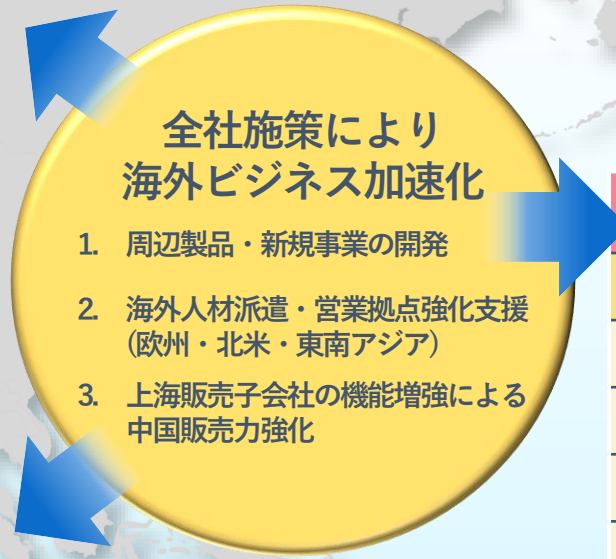 全社施策により
海外ビジネス加速化
1. 周辺製品・新規事業の開発
2. 海外人材派遣・営業拠点強化支援
(欧州・北米・東南アジア)
3. 上海販売子会社の機能増強による
中国販売力強化